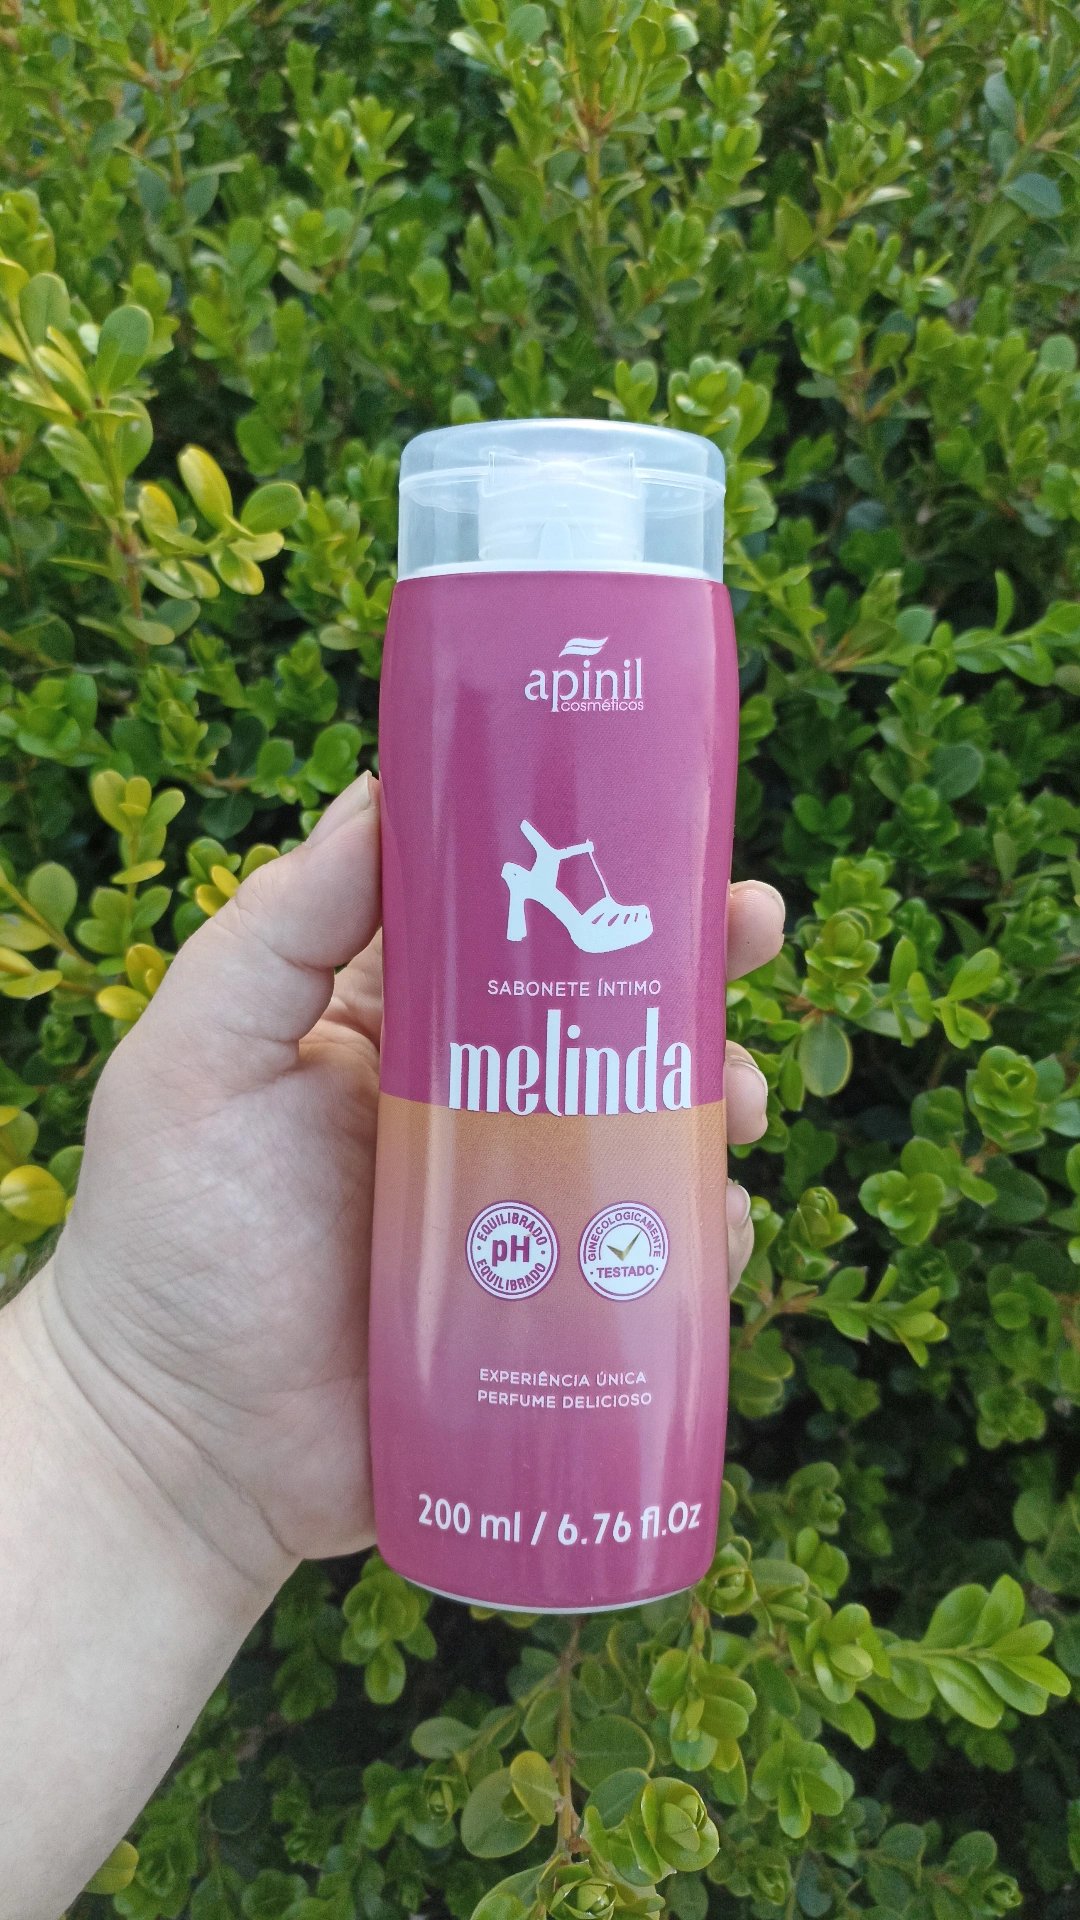 apinil
cosméticos
SABONETE ÍNTIMO
melinda
EQUILIBRADO
pH
EQUILIBRADO
GINECOLOGICAMENTE
TESTADO
EXPERIÊNCIA ÚNICA
PERFUME DELICIOSO
200 ml / 6.76 fl.Oz